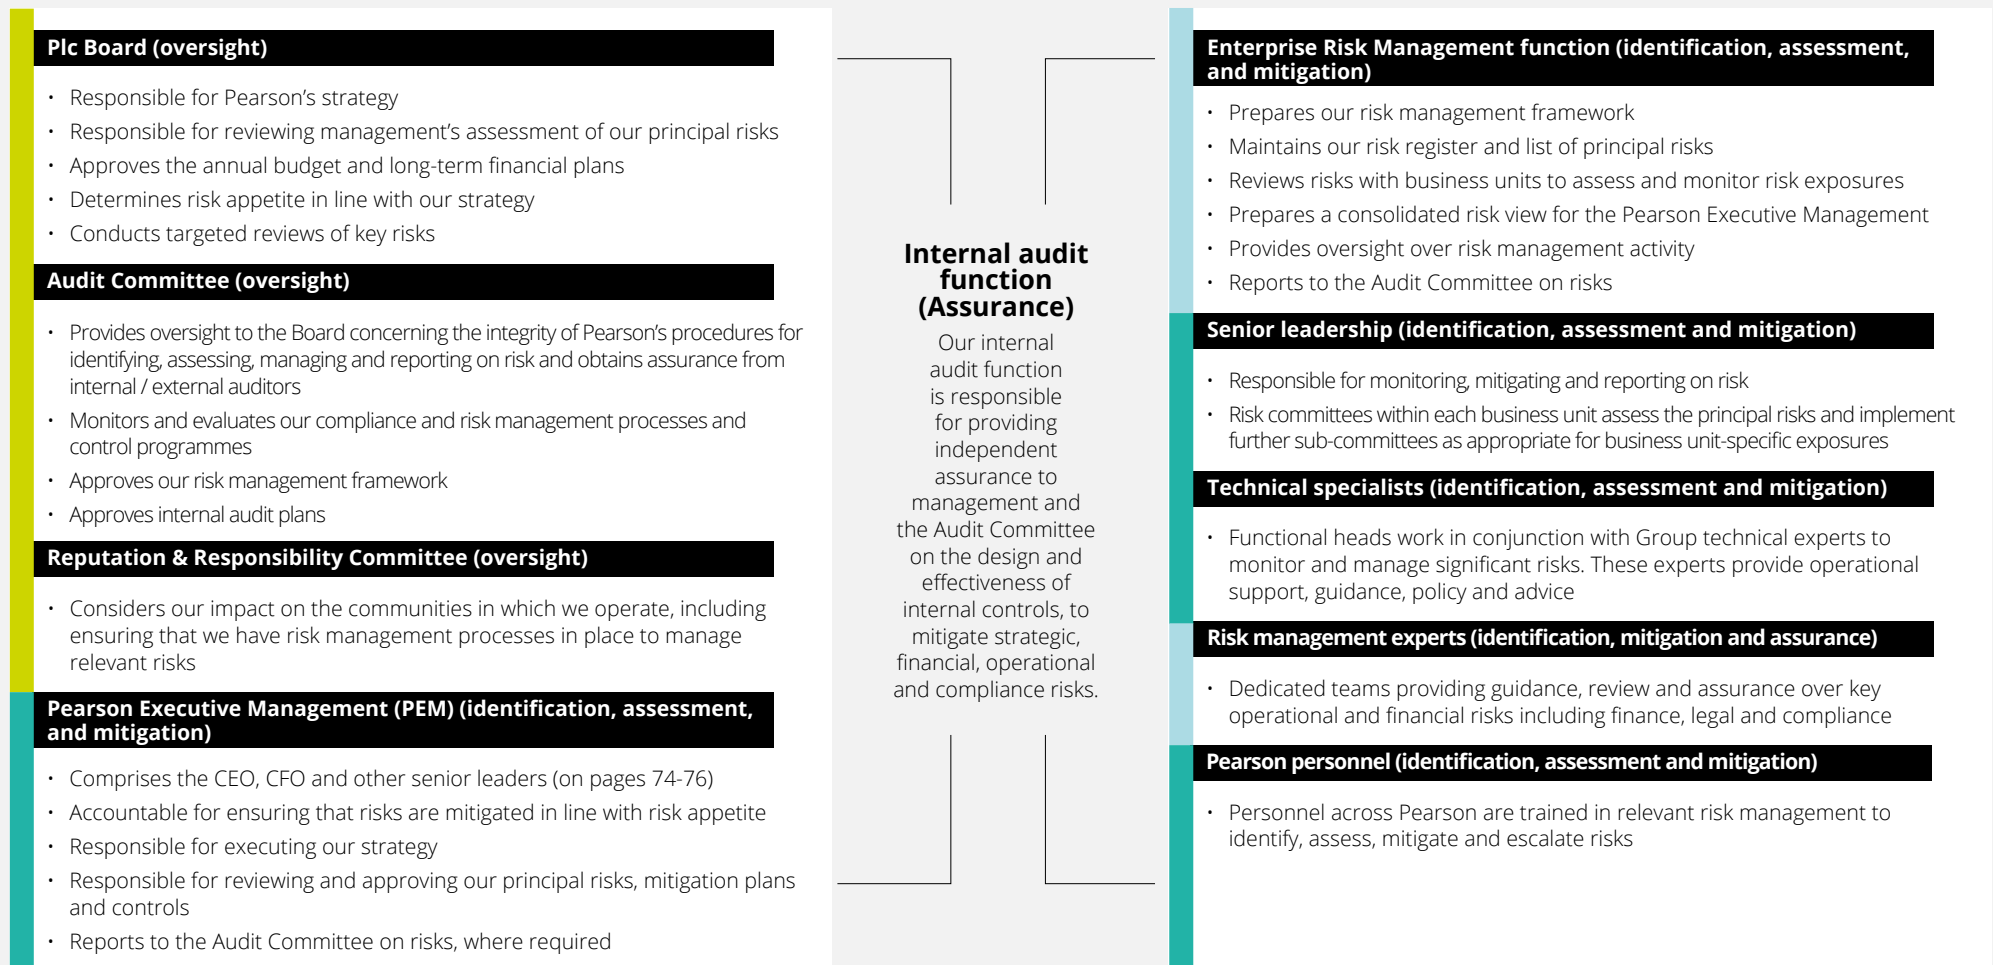 Plc Board (oversight)
• Responsible for Pearson’s strategy
• Responsible for reviewing management’s assessment of our principal risks
• Approves the annual budget and long-term financial plans
• Determines risk appetite in line with our strategy
• Conducts targeted reviews of key risks
Audit Committee (oversight)
• Provides oversight to the Board concerning the integrity of Pearson’s procedures for
identifying, assessing, managing and reporting on risk and obtains assurance from
internal / external auditors
• Monitors and evaluates our compliance and risk management processes and
control programmes
• Approves our risk management framework
• Approves internal audit plans
Reputation & Responsibility Committee (oversight)
• Considers our impact on the communities in which we operate, including
ensuring that we have risk management processes in place to manage
relevant risks
Pearson Executive Management (PEM) (identification, assessment,
and mitigation)
• Comprises the CEO, CFO and other senior leaders (on pages 74-76)
• Accountable for ensuring that risks are mitigated in line with risk appetite
• Responsible for executing our strategy
• Responsible for reviewing and approving our principal risks, mitigation plans
and controls
• Reports to the Audit Committee on risks, where required
Internal audit
function
(Assurance)
Our internal
audit function
is responsible
for providing
independent
assurance to
management and
the Audit Committee
on the design and
effectiveness of
internal controls, to
mitigate strategic,
financial, operational
and compliance risks.
Enterprise Risk Management function (identification, assessment,
and mitigation)
• Prepares our risk management framework
• Maintains our risk register and list of principal risks
• Reviews risks with business units to assess and monitor risk exposures
• Prepares a consolidated risk view for the Pearson Executive Management
• Provides oversight over risk management activity
• Reports to the Audit Committee on risks
Senior leadership (identification, assessment and mitigation)
• Responsible for monitoring, mitigating and reporting on risk
• Risk committees within each business unit assess the principal risks and implement
further sub-committees as appropriate for business unit-specific exposures
Technical specialists (identification, assessment and mitigation)
• Functional heads work in conjunction with Group technical experts to
monitor and manage significant risks. These experts provide operational
support, guidance, policy and advice
Risk management experts (identification, mitigation and assurance)
• Dedicated teams providing guidance, review and assurance over key
operational and financial risks including finance, legal and compliance
Pearson personnel (identification, assessment and mitigation)
• Personnel across Pearson are trained in relevant risk management to
identify, assess, mitigate and escalate risks